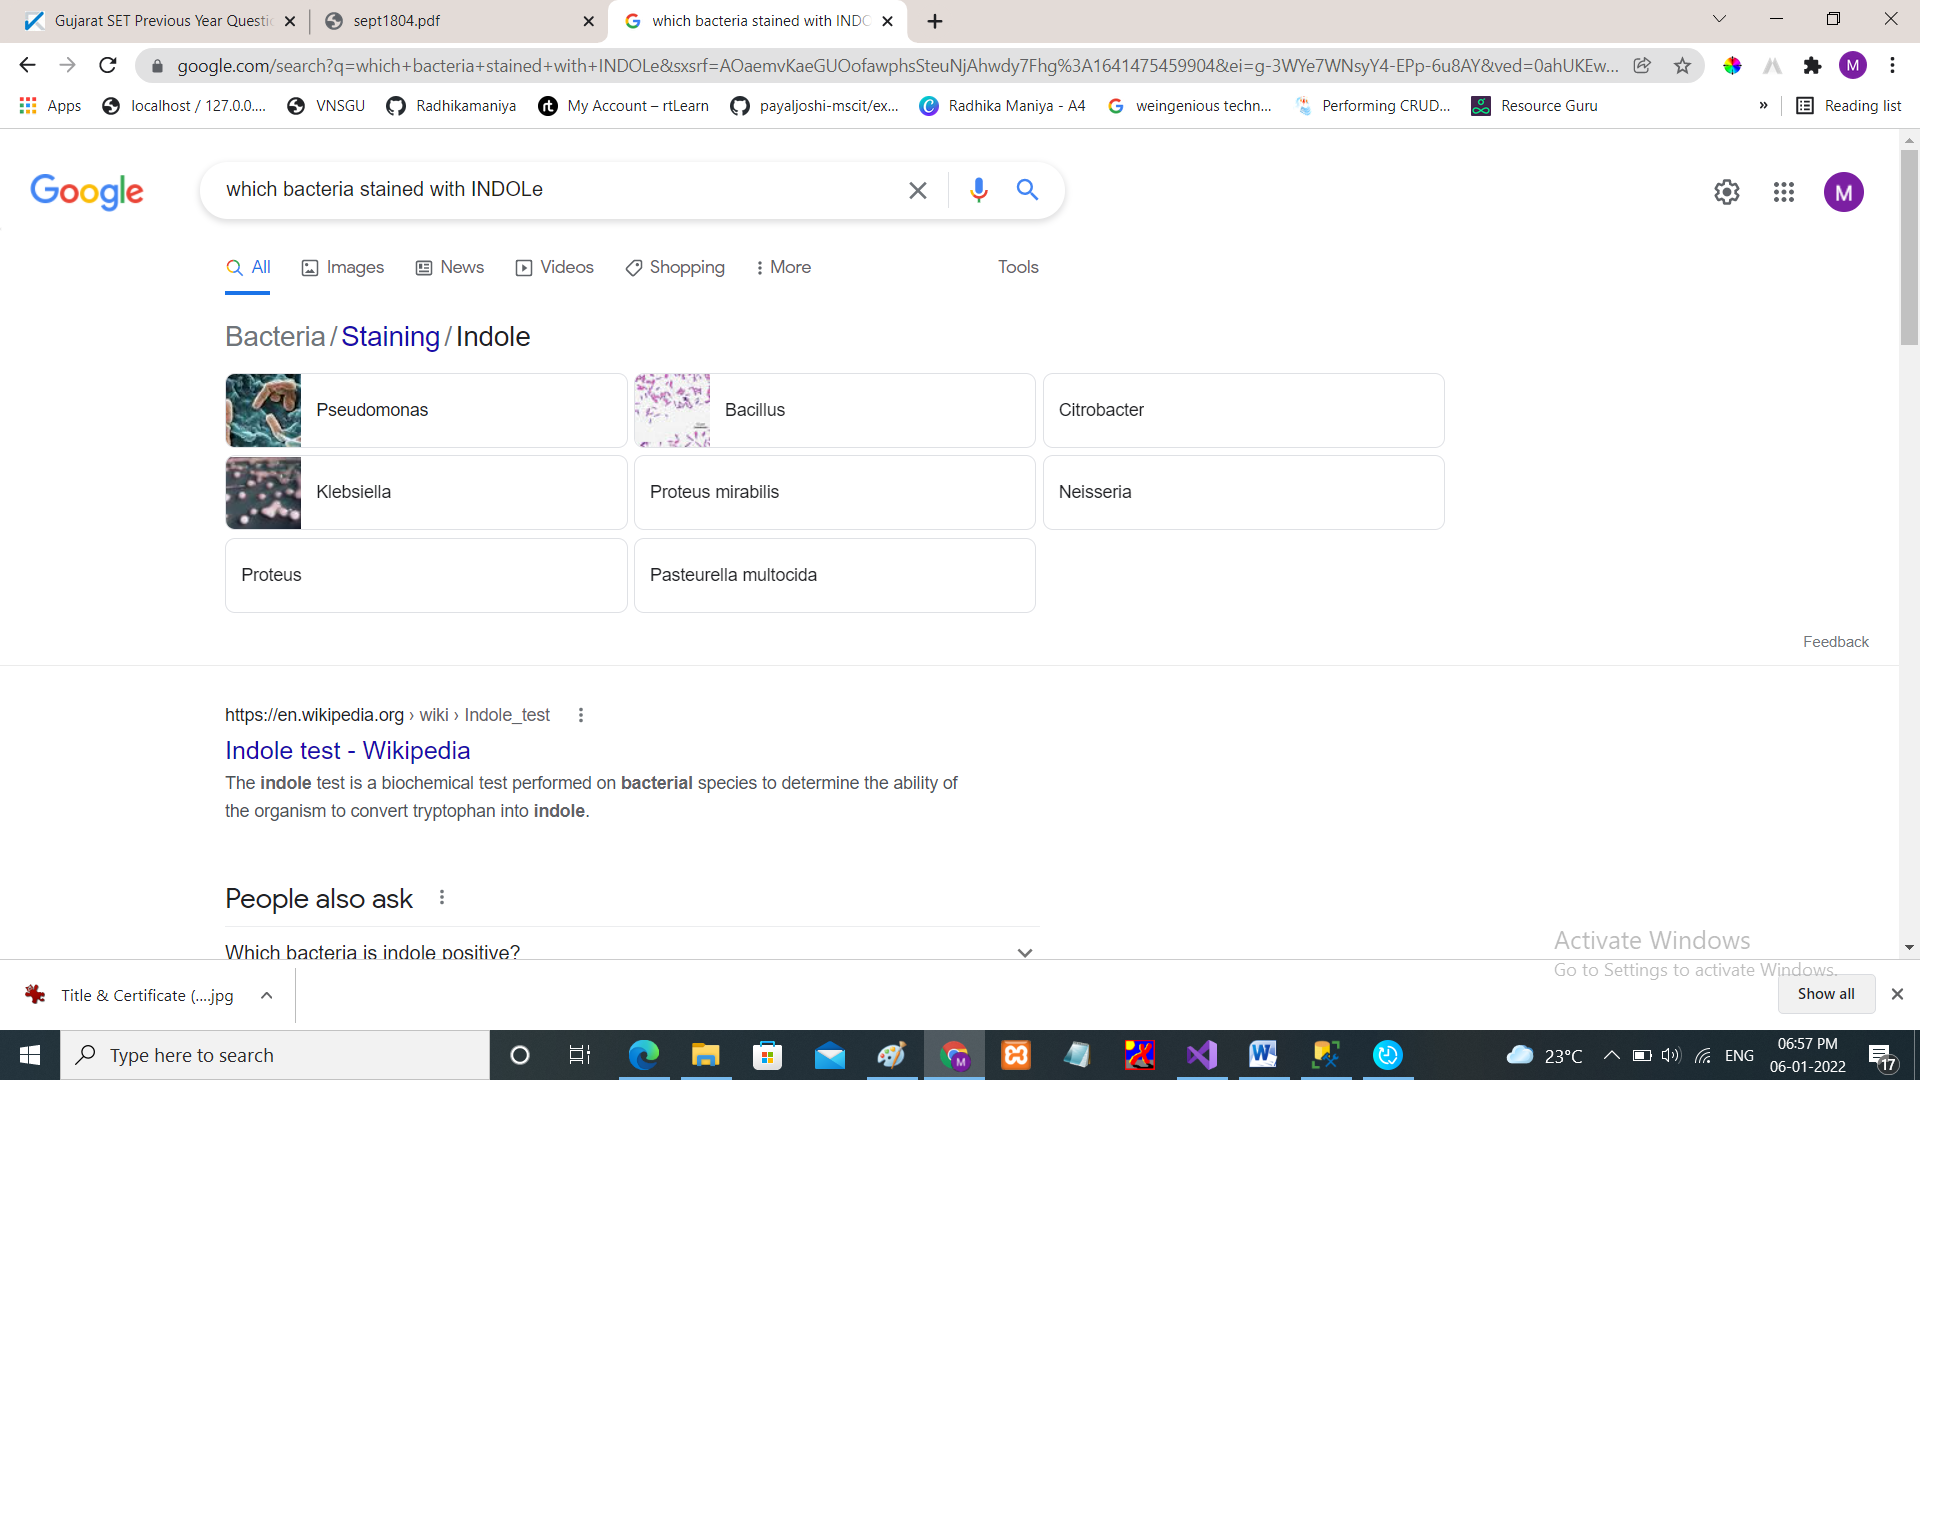 Gujarat SET Previous Year Questi
sept1804.pdf
which bacteria stained with INDO
google.com/search?q=which+bacteria+stained+with+INDOLe&sxsrf=AOaemvKaeGUOofawphsSteuNjAhwdy7Fhg%3A1641475459904&ei=g-3WYe7WNsyY4-EPp-6u8AY&ved=0ahUKEw...
M
Apps
localhost / 127.0.0....
VNSGU
Radhikamaniya
My Account – rtLearn
payaljoshi-mscit/ex...
Radhika Maniya - A4
weingenious techn...
Performing CRUD...
Resource Guru
»
Reading list
Google
which bacteria stained with INDOLe
M
All
Images
News
Videos
Shopping
More
Tools
Bacteria / Staining / Indole
Pseudomonas
Bacillus
Citrobacter
Klebsiella
Proteus mirabilis
Neisseria
Proteus
Pasteurella multocida
Feedback
https://en.wikipedia.org › wiki › Indole_test
Indole test - Wikipedia
The indole test is a biochemical test performed on bacterial species to determine the ability of
the organism to convert tryptophan into indole.
People also ask
Which bacteria is indole positive?
Activate Windows
Go to Settings to activate Windows.
Title & Certificate (....jpg
Show all
Type here to search
23°C
ENG
06:57 PM
06-01-2022
17